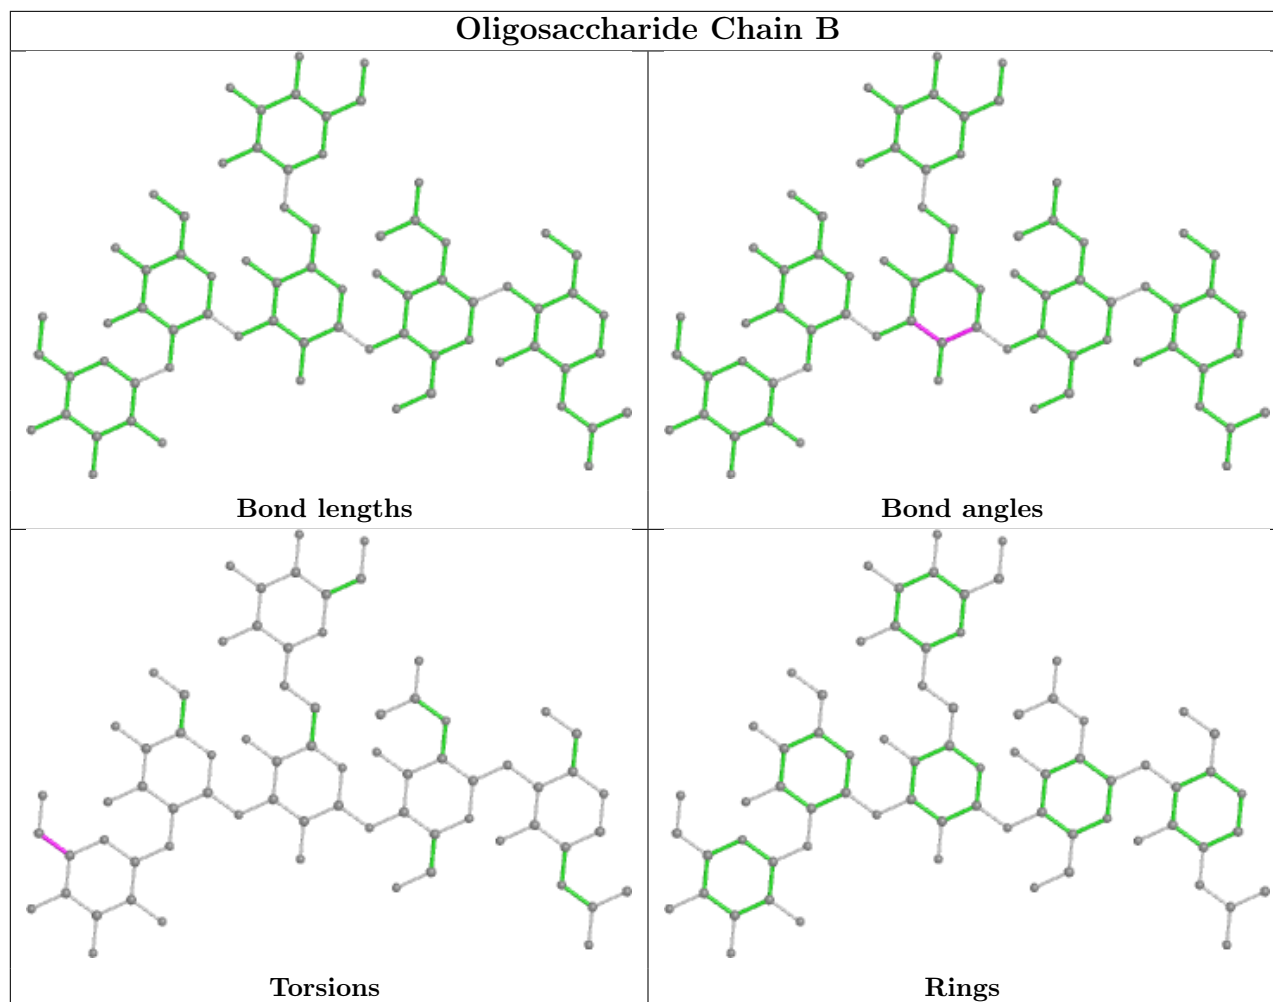 Oligosaccharide Chain B
Bond lengths
Bond angles
Torsions
Rings